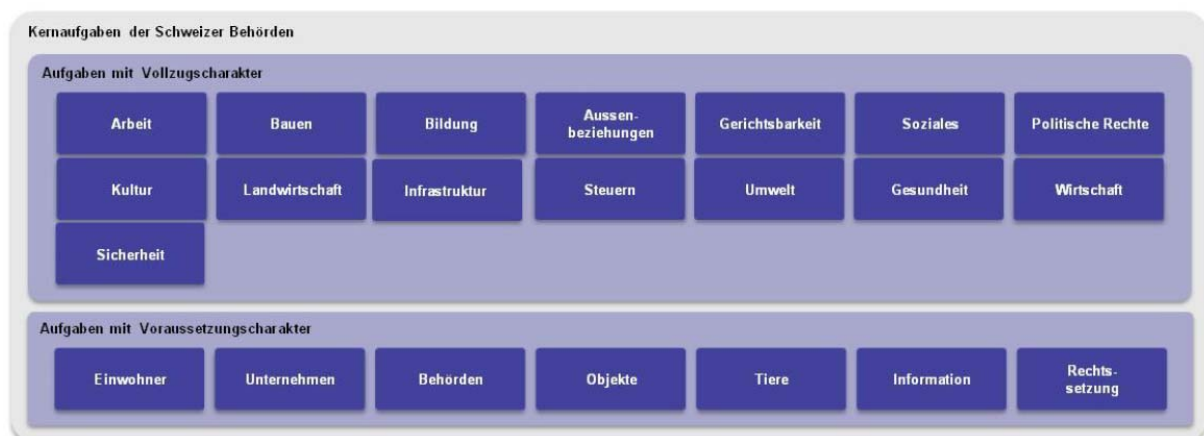 Kernaufgaben der Schweizer Behörden
Aufgaben mit Vollzugscharakter
Arbeit
Bauen
Bildung
Aussen-
beziehungen
Gerichtsbarkeit
Soziales
Politische Rechte
Kultur
Landwirtschaft
Infrastruktur
Steuern
Umwelt
Gesundheit
Wirtschaft
Sicherheit
Aufgaben mit Voraussetzungscharakter
Einwohner
Unternehmen
Behörden
Objekte
Tiere
Information
Rechts-
setzung